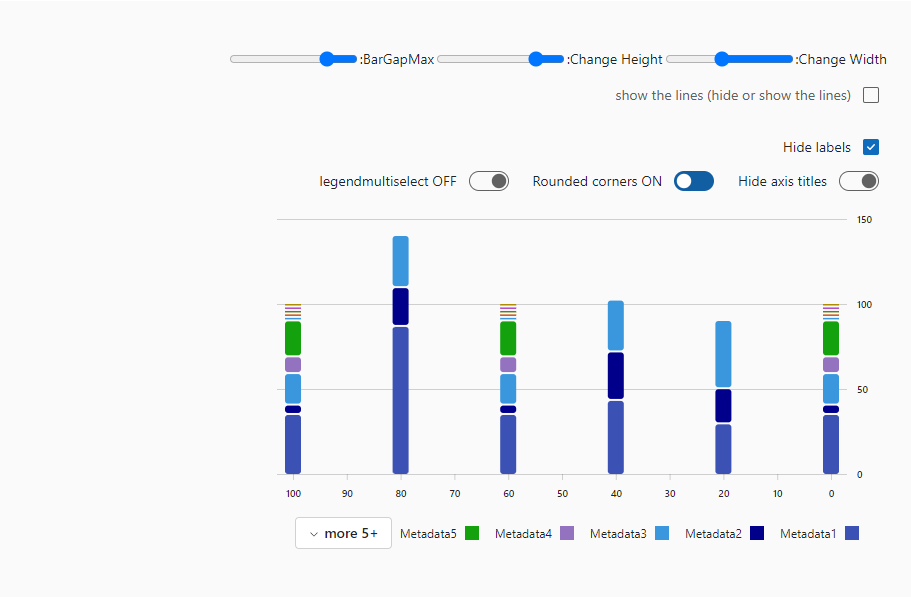 :BarGapMax :Change Height :Change Width
show the lines (hide or show the lines)
Hide labels
legendmultiselect OFF Rounded corners ON Hide axis titles
150
100
50
0
100 90 80 70 60 50 40 30 20 10 0
more 5+ Metadata5 Metadata4 Metadata3 Metadata2 Metadata1